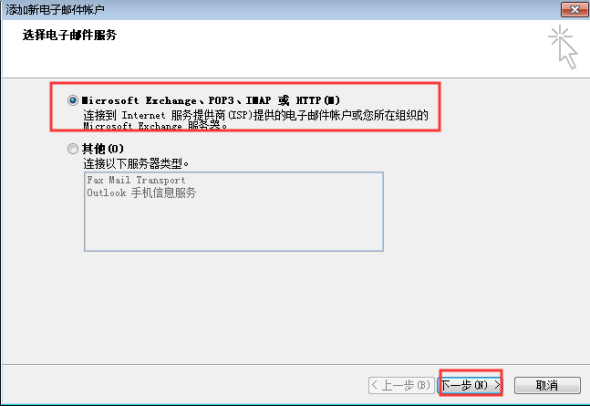 添加新电子邮件帐户
选择电子邮件服务
Microsoft Exchange、POP3、IMAP 或 HTTP(M)
连接到 Internet 服务提供商(ISP)提供的电子邮件帐户或您所在组织的
Microsoft Exchange 服务器。
其他(O)
连接以下服务器类型。
Fax Mail Transport
Outlook 手机信息服务
< 上一步(B) 下一步(N) > 取消